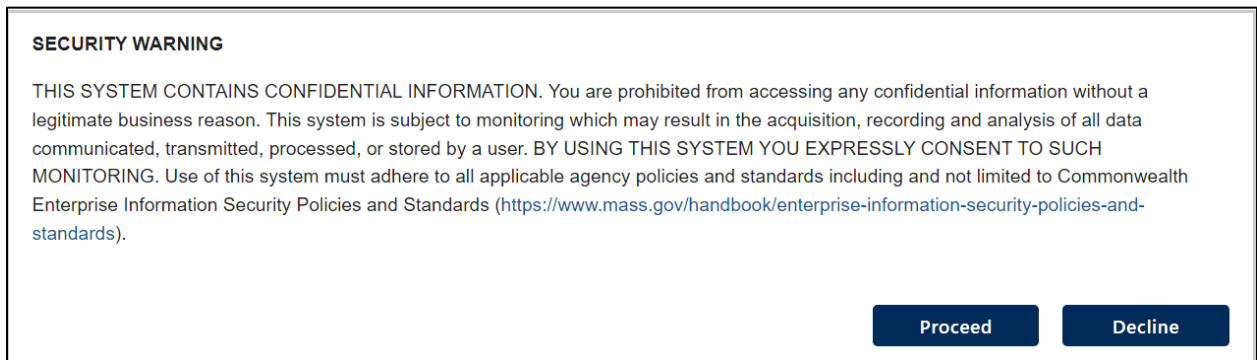 SECURITY WARNING
THIS SYSTEM CONTAINS CONFIDENTIAL INFORMATION. You are prohibited from accessing any confidential information without a
legitimate business reason. This system is subject to monitoring which may result in the acquisition, recording and analysis of all data
communicated, transmitted, processed, or stored by a user. BY USING THIS SYSTEM YOU EXPRESSLY CONSENT TO SUCH
MONITORING. Use of this system must adhere to all applicable agency policies and standards including and not limited to Commonwealth
Enterprise Information Security Policies and Standards (https://www.mass.gov/handbook/enterprise-information-security-policies-and-
standards).
Proceed Decline